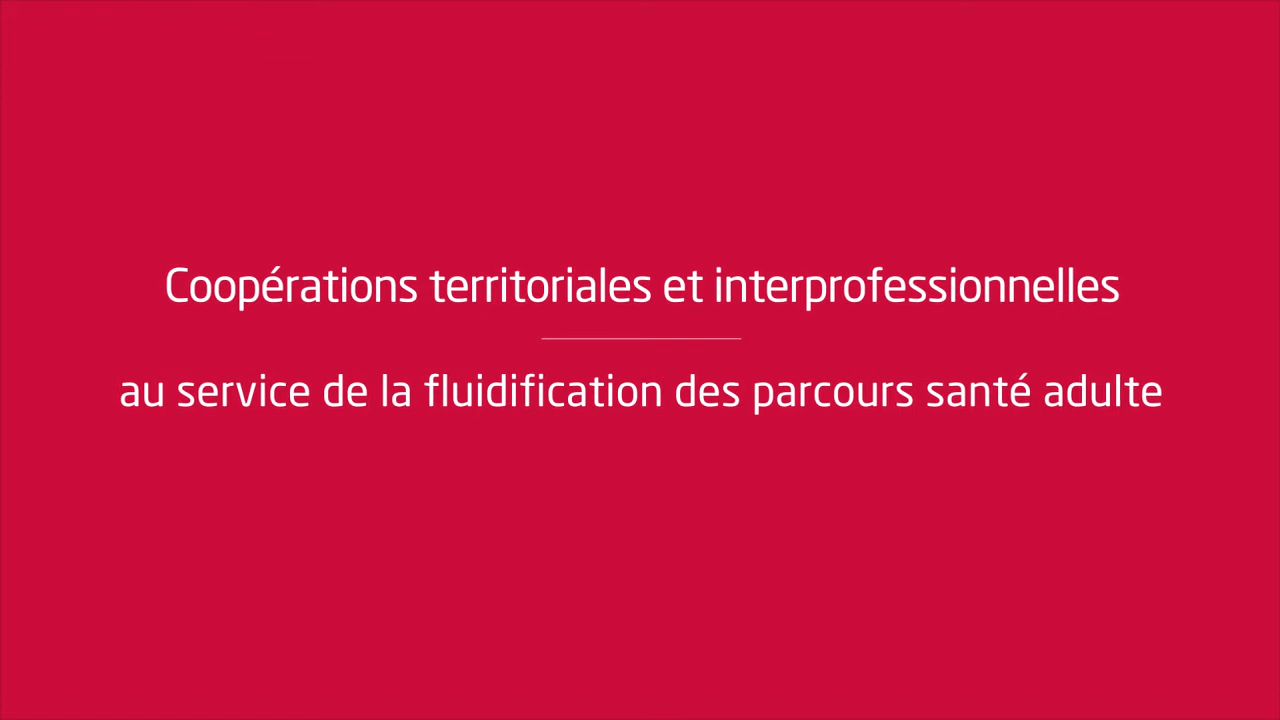 Coopérations territoriales et interprofessionnelles
au service de la fluidification des parcours santé adulte